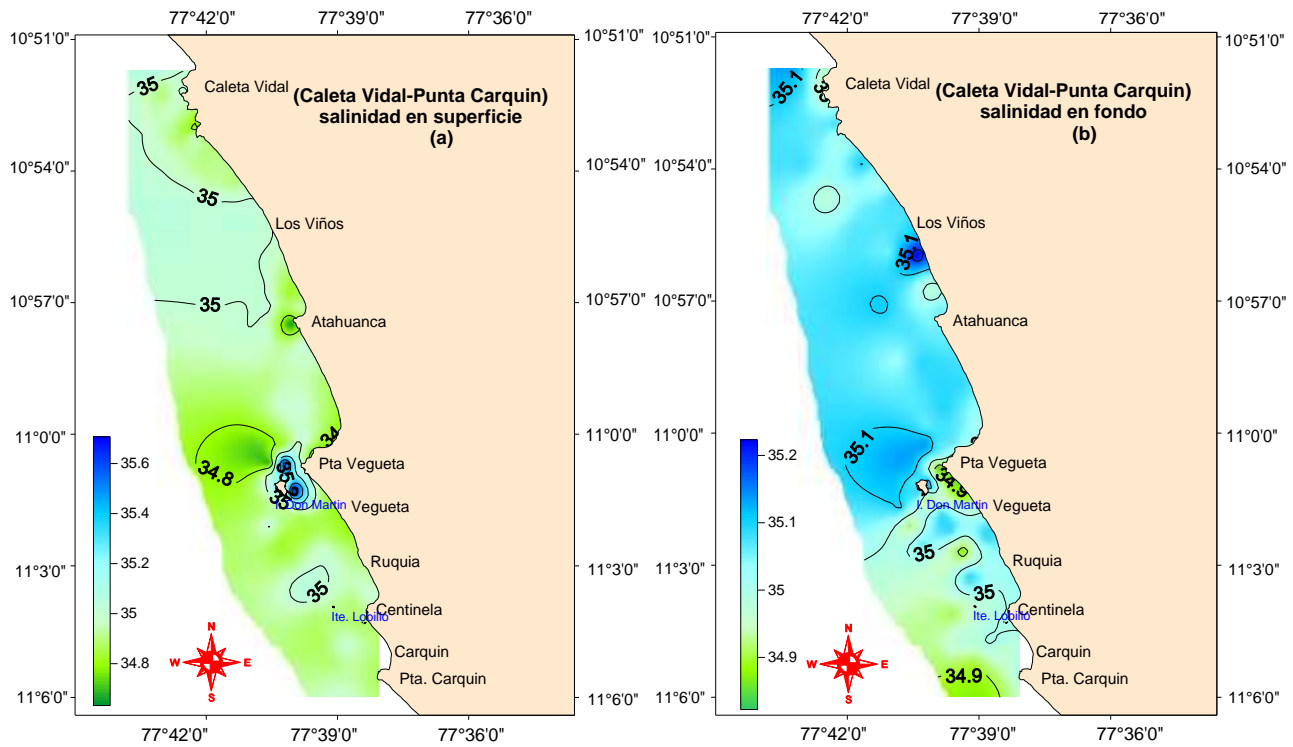 77°42'0"
77°39'0"
77°36'0"
10°51'0"
10°54'0"
10°57'0"
11°0'0"
11°3'0"
11°6'0"
10°51'0"
10°54'0"
10°57'0"
11°0'0"
11°3'0"
11°6'0"
(Caleta Vidal-Punta Carquin)
salinidad en superficie
(a)
35
Caleta Vidal
35
Los Viños
35
Atahuanca
34
34.8
35
Pta Vegueta
I. Don Martin
Vegueta
Ruquia
35
Centinela
Ite. Lobillo
Carquin
Pta. Carquin
35.6
35.4
35.2
35
34.8
N
W
E
S
77°42'0"
77°39'0"
77°36'0"
77°42'0"
77°39'0"
77°36'0"
10°51'0"
10°54'0"
10°57'0"
11°0'0"
11°3'0"
11°6'0"
10°51'0"
10°54'0"
10°57'0"
11°0'0"
11°3'0"
11°6'0"
(Caleta Vidal-Punta Carquin)
salinidad en fondo
(b)
35.1
Caleta Vidal
Los Viños
35.1
Atahuanca
35.1
Pta Vegueta
34.9
I. Don Martin
Vegueta
35
Ruquia
35
Centinela
Ite. Lobillo
Carquin
34.9
Pta. Carquin
35.2
35.1
35
34.9
N
W
E
S
77°42'0"
77°39'0"
77°36'0"